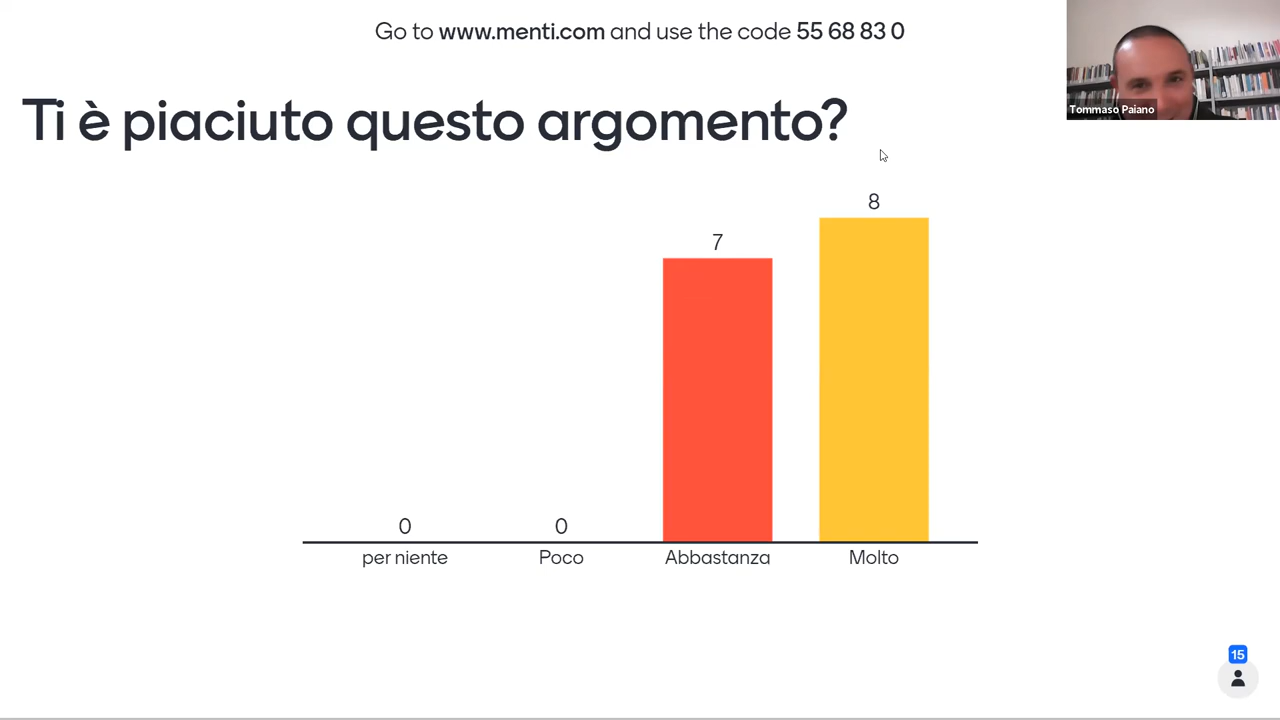 Go to www.menti.com and use the code 55 68 83 0
Tommaso Paiano
Ti è piaciuto questo argomento?
8
7
0
0
per niente
Poco
Abbastanza
Molto
15